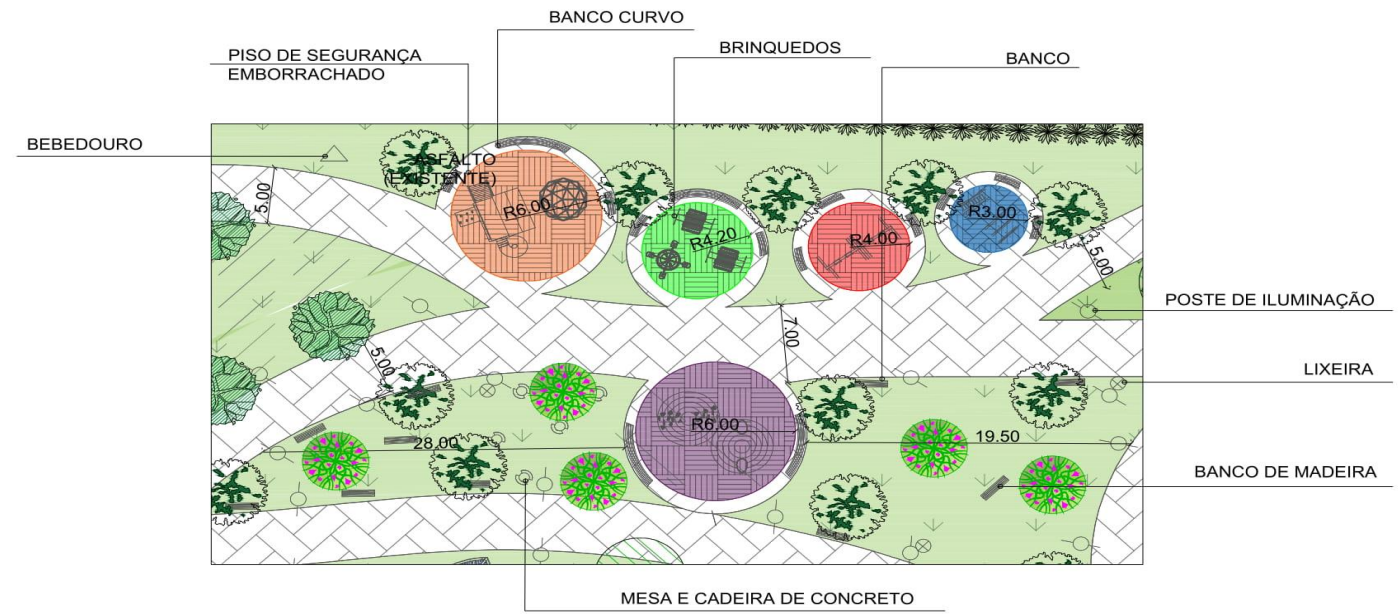 BANCO CURVO
PISO DE SEGURANÇA
EMBORRACHADO
BRINQUEDOS
BANCO
BEBEDOURO
ASFALTO
(EXISTENTE)
5.00
R6.00
R4.20
R4.00
R3.00
5.00
POSTE DE ILUMINAÇÃO
7.00
5.00
LIXEIRA
R6.00
28.00
19.50
BANCO DE MADEIRA
MESA E CADEIRA DE CONCRETO